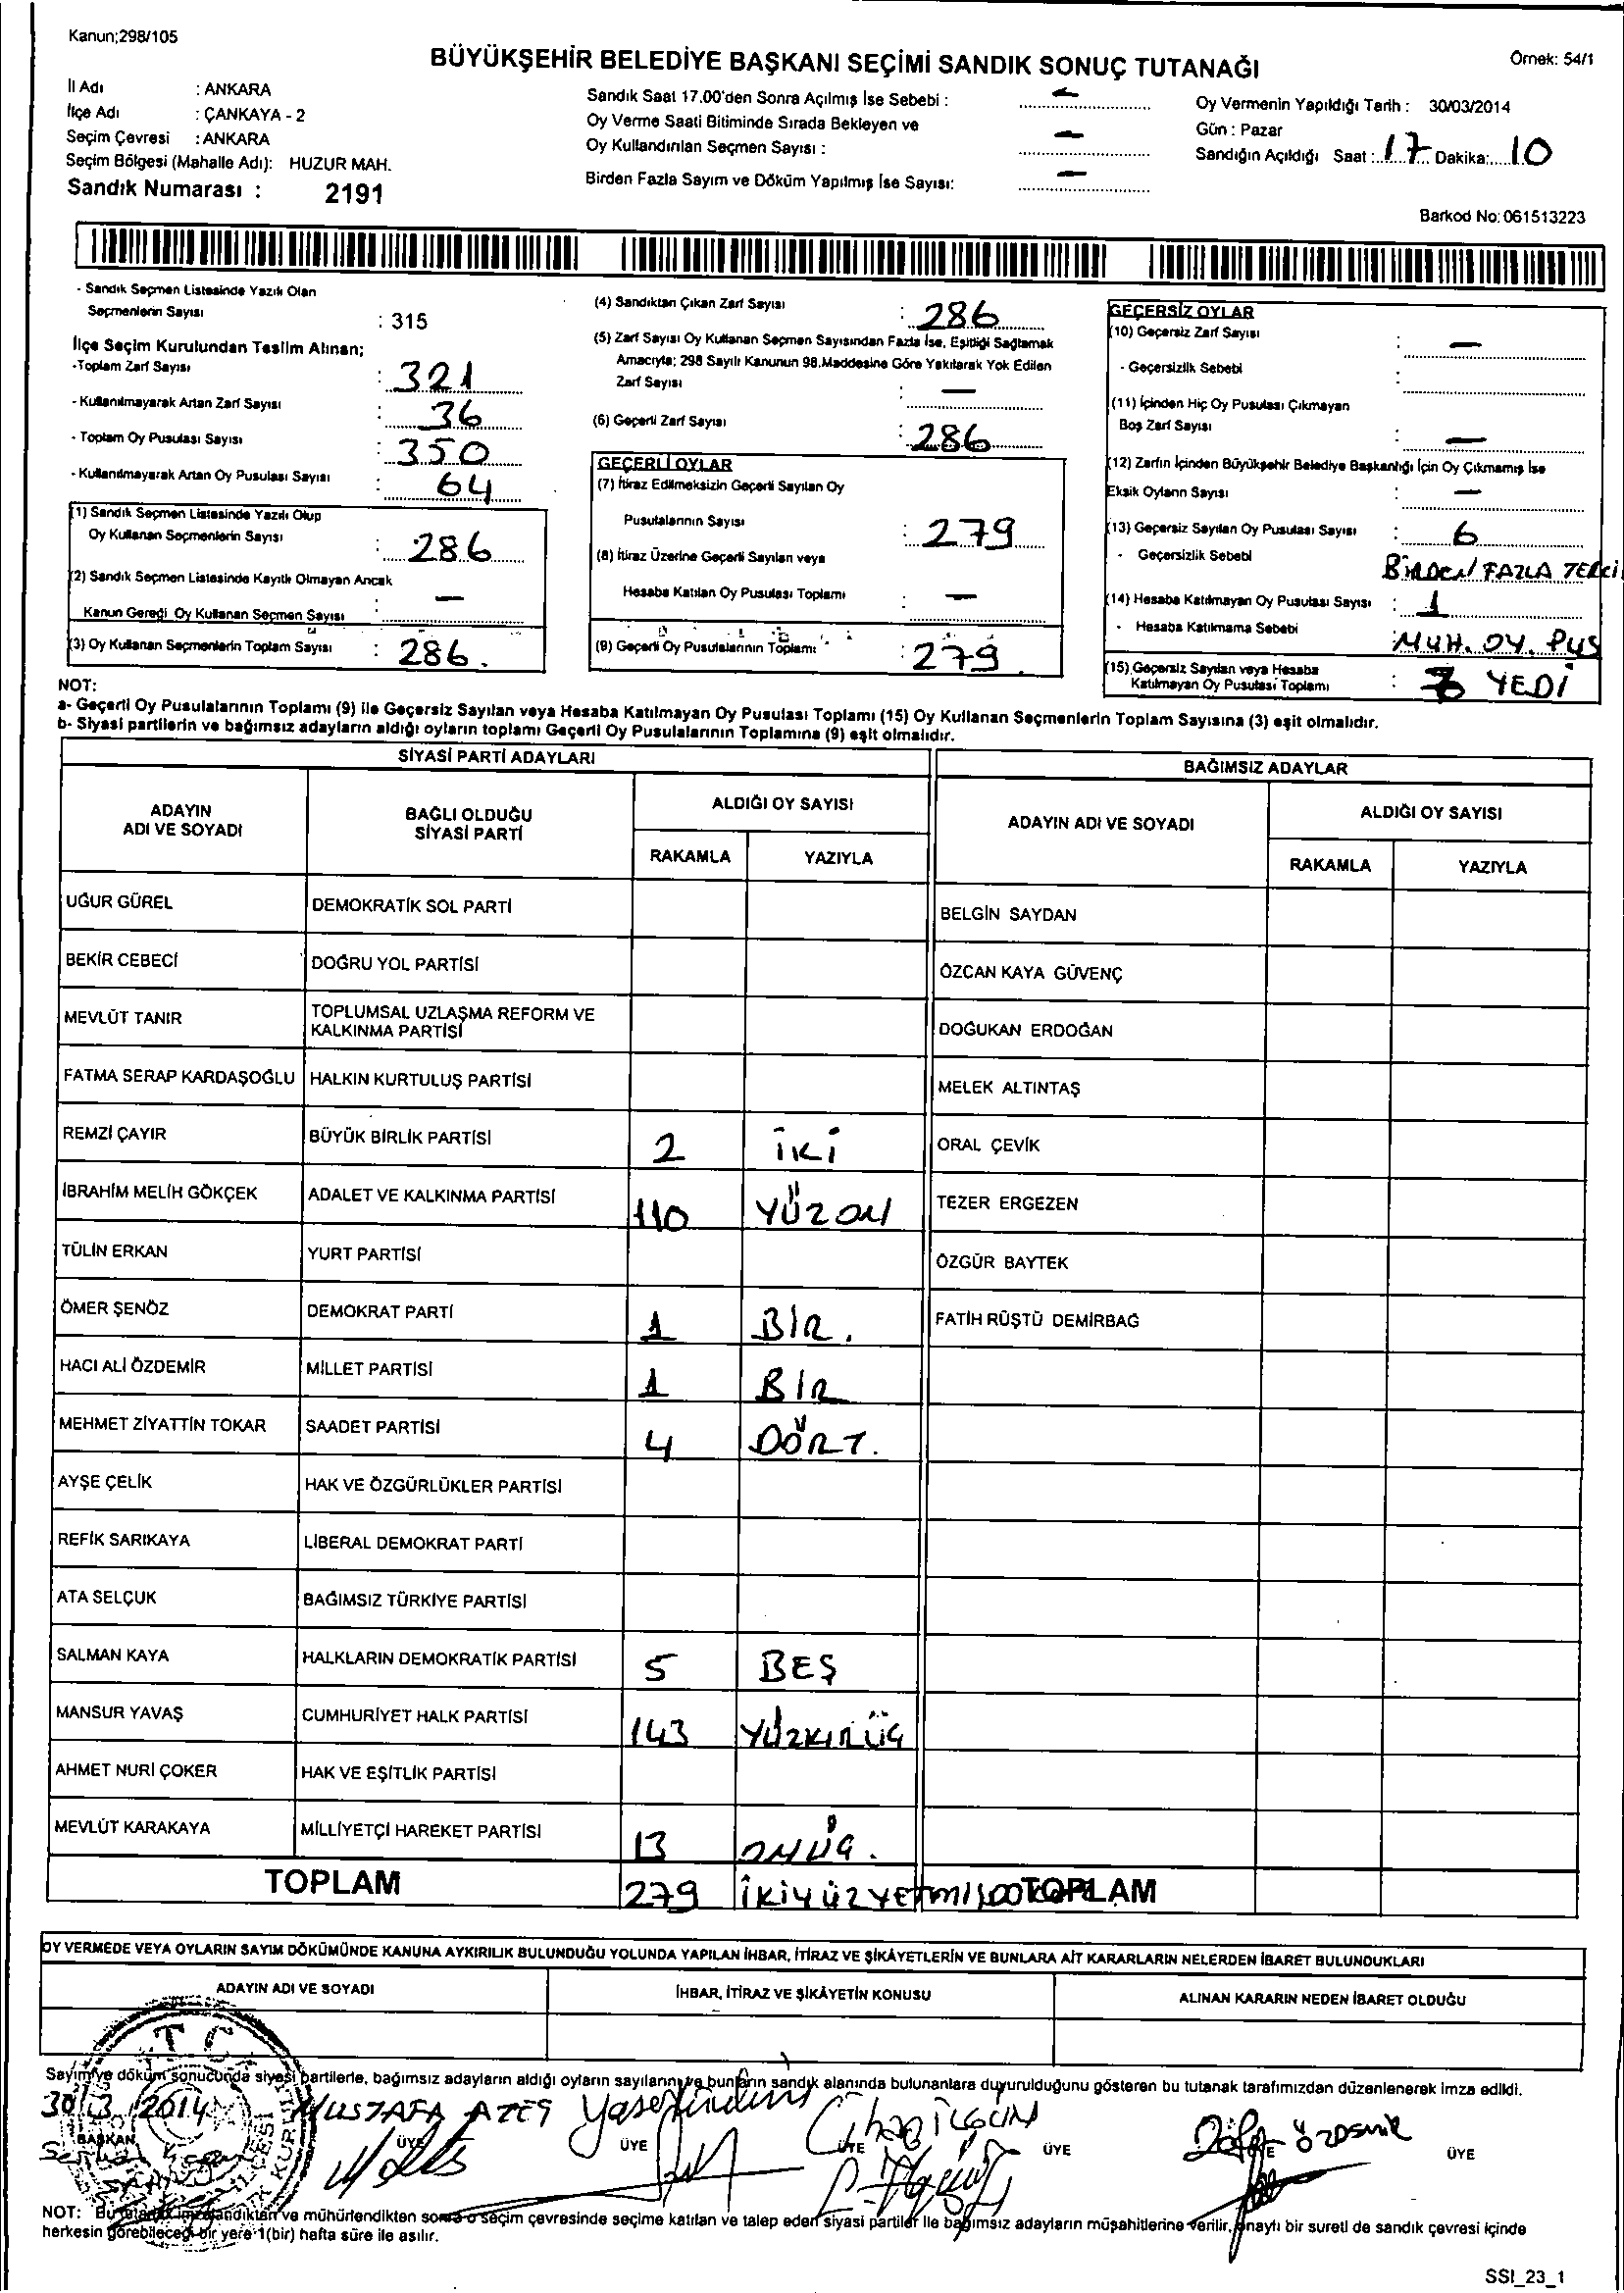 Kanun;298/105
BÜYÜKŞEHİR BELEDİYE BAŞKANI SEÇİMİ SANDIK SONUÇ TUTANAĞI
Örnek: 54/1
İl Adı : ANKARA
İlçe Adı : ÇANKAYA - 2
Seçim Çevresi : ANKARA
Seçim Bölgesi (Mahalle Adı): HUZUR MAH.
Sandık Numarası : 2191
Sandık Saat 17.00'den Sonra Açılmış İse Sebebi : —
Oy Verme Saati Bitiminde Sırada Bekleyen ve
Oy Kullandırılan Seçmen Sayısı : —
Birden Fazla Sayım ve Döküm Yapılmış İse Sayısı: —
Oy Vermenin Yapıldığı Tarih : 30/03/2014
Gün : Pazar
Sandığın Açıldığı Saat : 17 Dakika: 10
Barkod No: 061513223
- Sandık Seçmen Listesinde Yazılı Olan
Seçmenlerin Sayısı : 315
İlçe Seçim Kurulundan Teslim Alınan;
-Toplam Zarf Sayısı : 321
- Kullanılmayarak Artan Zarf Sayısı : 36
- Toplam Oy Pusulası Sayısı : 350
- Kullanılmayarak Artan Oy Pusulası Sayısı : 64
(1) Sandık Seçmen Listesinde Yazılı Olup
Oy Kullanan Seçmenlerin Sayısı : 286
(2) Sandık Seçmen Listesinde Kayıtlı Olmayan Ancak
Kanun Gereği Oy Kullanan Seçmen Sayısı : —
(3) Oy Kullanan Seçmenlerin Toplam Sayısı : 286.
(4) Sandıktan Çıkan Zarf Sayısı : 286
(5) Zarf Sayısı Oy Kullanan Seçmen Sayısından Fazla İse, Eşitliği Sağlamak
Amacıyla; 298 Sayılı Kanunun 98.Maddesine Göre Yakılarak Yok Edilen
Zarf Sayısı : —
(6) Geçerli Zarf Sayısı : 286
GEÇERLİ OYLAR
(7) İtiraz Edilmeksizin Geçerli Sayılan Oy
Pusulalarının Sayısı : 279
(8) İtiraz Üzerine Geçerli Sayılan veya
Hesaba Katılan Oy Pusulası Toplamı : —
(9) Geçerli Oy Pusulalarının Toplamı : 279
GEÇERSİZ OYLAR
(10) Geçersiz Zarf Sayısı : —
- Geçersizlik Sebebi :
(11) İçinden Hiç Oy Pusulası Çıkmayan
Boş Zarf Sayısı : —
(12) Zarfın İçinden Büyükşehir Belediye Başkanlığı İçin Oy Çıkmamış İse
Eksik Oyların Sayısı : —
(13) Geçersiz Sayılan Oy Pusulası Sayısı : 6
- Geçersizlik Sebebi BİRDEN FAZLA TERCİ
(14) Hesaba Katılmayan Oy Pusulası Sayısı : 1
- Hesaba Katılmama Sebebi : MUH. OY. PUS
(15) Geçersiz Sayılan veya Hesaba
Katılmayan Oy Pusulası Toplamı : YEDİ
NOT:
a- Geçerli Oy Pusulalarının Toplamı (9) ile Geçersiz Sayılan veya Hesaba Katılmayan Oy Pusulası Toplamı (15) Oy Kullanan Seçmenlerin Toplam Sayısına (3) eşit olmalıdır.
b- Siyasi partilerin ve bağımsız adayların aldığı oyların toplamı Geçerli Oy Pusulalarının Toplamına (9) eşit olmalıdır.
SİYASİ PARTİ ADAYLARI
BAĞIMSIZ ADAYLAR
ADAYIN ADI VE SOYADI
BAĞLI OLDUĞU SİYASİ PARTİ
ALDIĞI OY SAYISI
RAKAMLA YAZIYLA
ADAYIN ADI VE SOYADI
ALDIĞI OY SAYISI
RAKAMLA YAZIYLA
UĞUR GÜREL DEMOKRATİK SOL PARTİ BELGİN SAYDAN
BEKİR CEBECİ DOĞRU YOL PARTİSİ ÖZCAN KAYA GÜVENÇ
MEVLÜT TANIR TOPLUMSAL UZLAŞMA REFORM VE KALKINMA PARTİSİ DOĞUKAN ERDOĞAN
FATMA SERAP KARDAŞOĞLU HALKIN KURTULUŞ PARTİSİ MELEK ALTINTAŞ
REMZİ ÇAYIR BÜYÜK BİRLİK PARTİSİ 2 İKİ ORAL ÇEVİK
İBRAHİM MELİH GÖKÇEK ADALET VE KALKINMA PARTİSİ 110 YÜZON TEZER ERGEZEN
TÜLİN ERKAN YURT PARTİSİ ÖZGÜR BAYTEK
ÖMER ŞENÖZ DEMOKRAT PARTİ 1 BİR. FATİH RÜŞTÜ DEMİRBAĞ
HACI ALİ ÖZDEMİR MİLLET PARTİSİ 1 BİR
MEHMET ZİYATTİN TOKAR SAADET PARTİSİ 4 DÖRT.
AYŞE ÇELİK HAK VE ÖZGÜRLÜKLER PARTİSİ
REFİK SARIKAYA LİBERAL DEMOKRAT PARTİ
ATA SELÇUK BAĞIMSIZ TÜRKİYE PARTİSİ
SALMAN KAYA HALKLARIN DEMOKRATİK PARTİSİ 5 BEŞ
MANSUR YAVAŞ CUMHURİYET HALK PARTİSİ 143 YÜZKIRÜÇ
AHMET NURİ ÇOKER HAK VE EŞİTLİK PARTİSİ
MEVLÜT KARAKAYA MİLLİYETÇİ HAREKET PARTİSİ 13 ONÜÇ.
TOPLAM 279 İKİYÜZYETMİŞDOKUZ TOPLAM
OY VERMEDE VEYA OYLARIN SAYIM DÖKÜMÜNDE KANUNA AYKIRILIK BULUNDUĞU YOLUNDA YAPILAN İHBAR, İTİRAZ VE ŞİKÂYETLERİN VE BUNLARA AİT KARARLARIN NELERDEN İBARET BULUNDUKLARI
ADAYIN ADI VE SOYADI İHBAR, İTİRAZ VE ŞİKÂYETİN KONUSU ALINAN KARARIN NEDEN İBARET OLDUĞU
Sayım ve döküm sonucunda siyasi partilerle, bağımsız adayların aldığı oyların sayılarını ve bunların sandık alanında bulunanlara duyurulduğunu gösteren bu tutanak tarafımızdan düzenlenerek imza edildi.
30/3/2014 MUSTAFA ATEŞ
BAŞKAN ÜYE ÜYE ÜYE ÜYE ÜYE ÜYE
NOT: Bu tutanak imzalandıktan ve mühürlendikten sonra o seçim çevresinde seçime katılan ve talep eden siyasi partiler ile bağımsız adayların müşahitlerine verilir, onaylı bir sureti de sandık çevresi içinde
herkesin görebileceği bir yere 1(bir) hafta süre ile asılır.
SSI_23_1